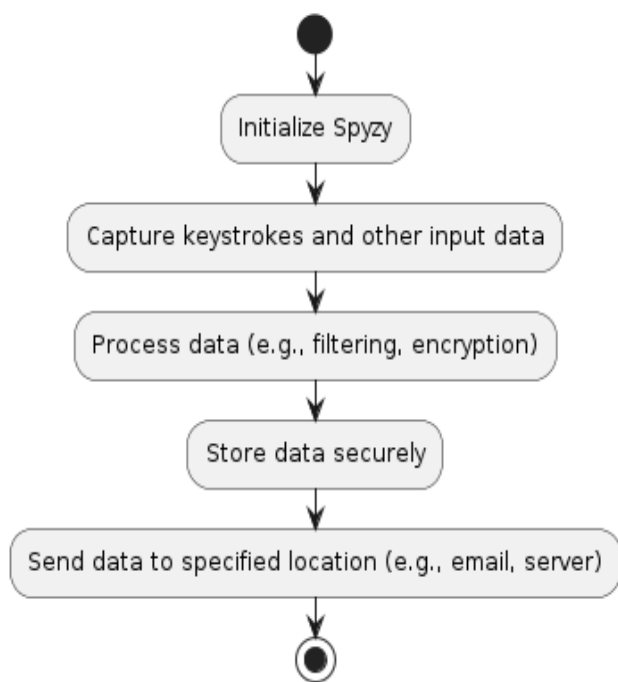 Initialize Spyzy
Capture keystrokes and other input data
Process data (e.g., filtering, encryption)
Store data securely
Send data to specified location (e.g., email, server)